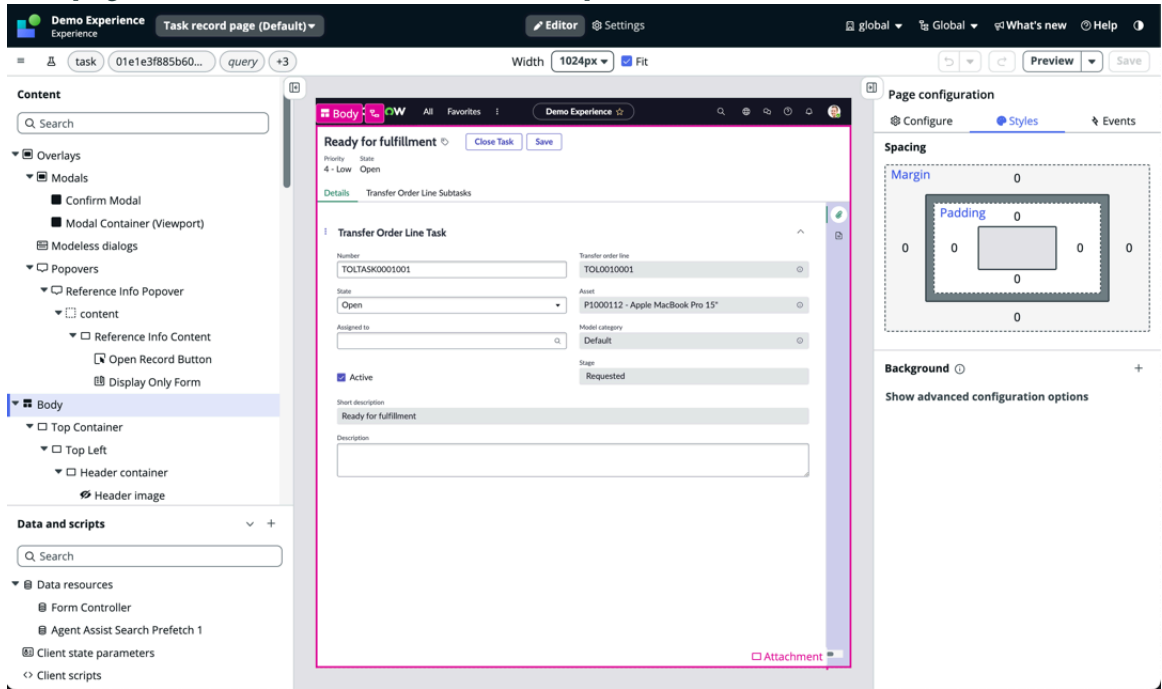 Demo Experience
Experience
Task record page (Default)
Editor
Settings
global
Global
What's new
Help
task
01e1e3f885b60...
query
+3
Width
1024px
Fit
Preview
Save
Content
Search
Overlays
Modals
Confirm Modal
Modal Container (Viewport)
Modeless dialogs
Popovers
Reference Info Popover
content
Reference Info Content
Open Record Button
Display Only Form
Body
Top Container
Top Left
Header container
Header image
Data and scripts
Search
Data resources
Form Controller
Agent Assist Search Prefetch 1
Client state parameters
Client scripts
Body
All
Favorites
Demo Experience
Ready for fulfillment
Close Task
Save
Priority
State
4 - Low
Open
Details
Transfer Order Line Subtasks
Transfer Order Line Task
Number
TOLTASK0001001
Transfer order line
TOL0010001
State
Open
Asset
P1000112 - Apple MacBook Pro 15"
Assigned to
Model category
Default
Active
Stage
Requested
Short description
Ready for fulfillment
Description
Attachment
Page configuration
Configure
Styles
Events
Spacing
Margin
0
Padding
0
0
0
0
0
0
0
Background
Show advanced configuration options